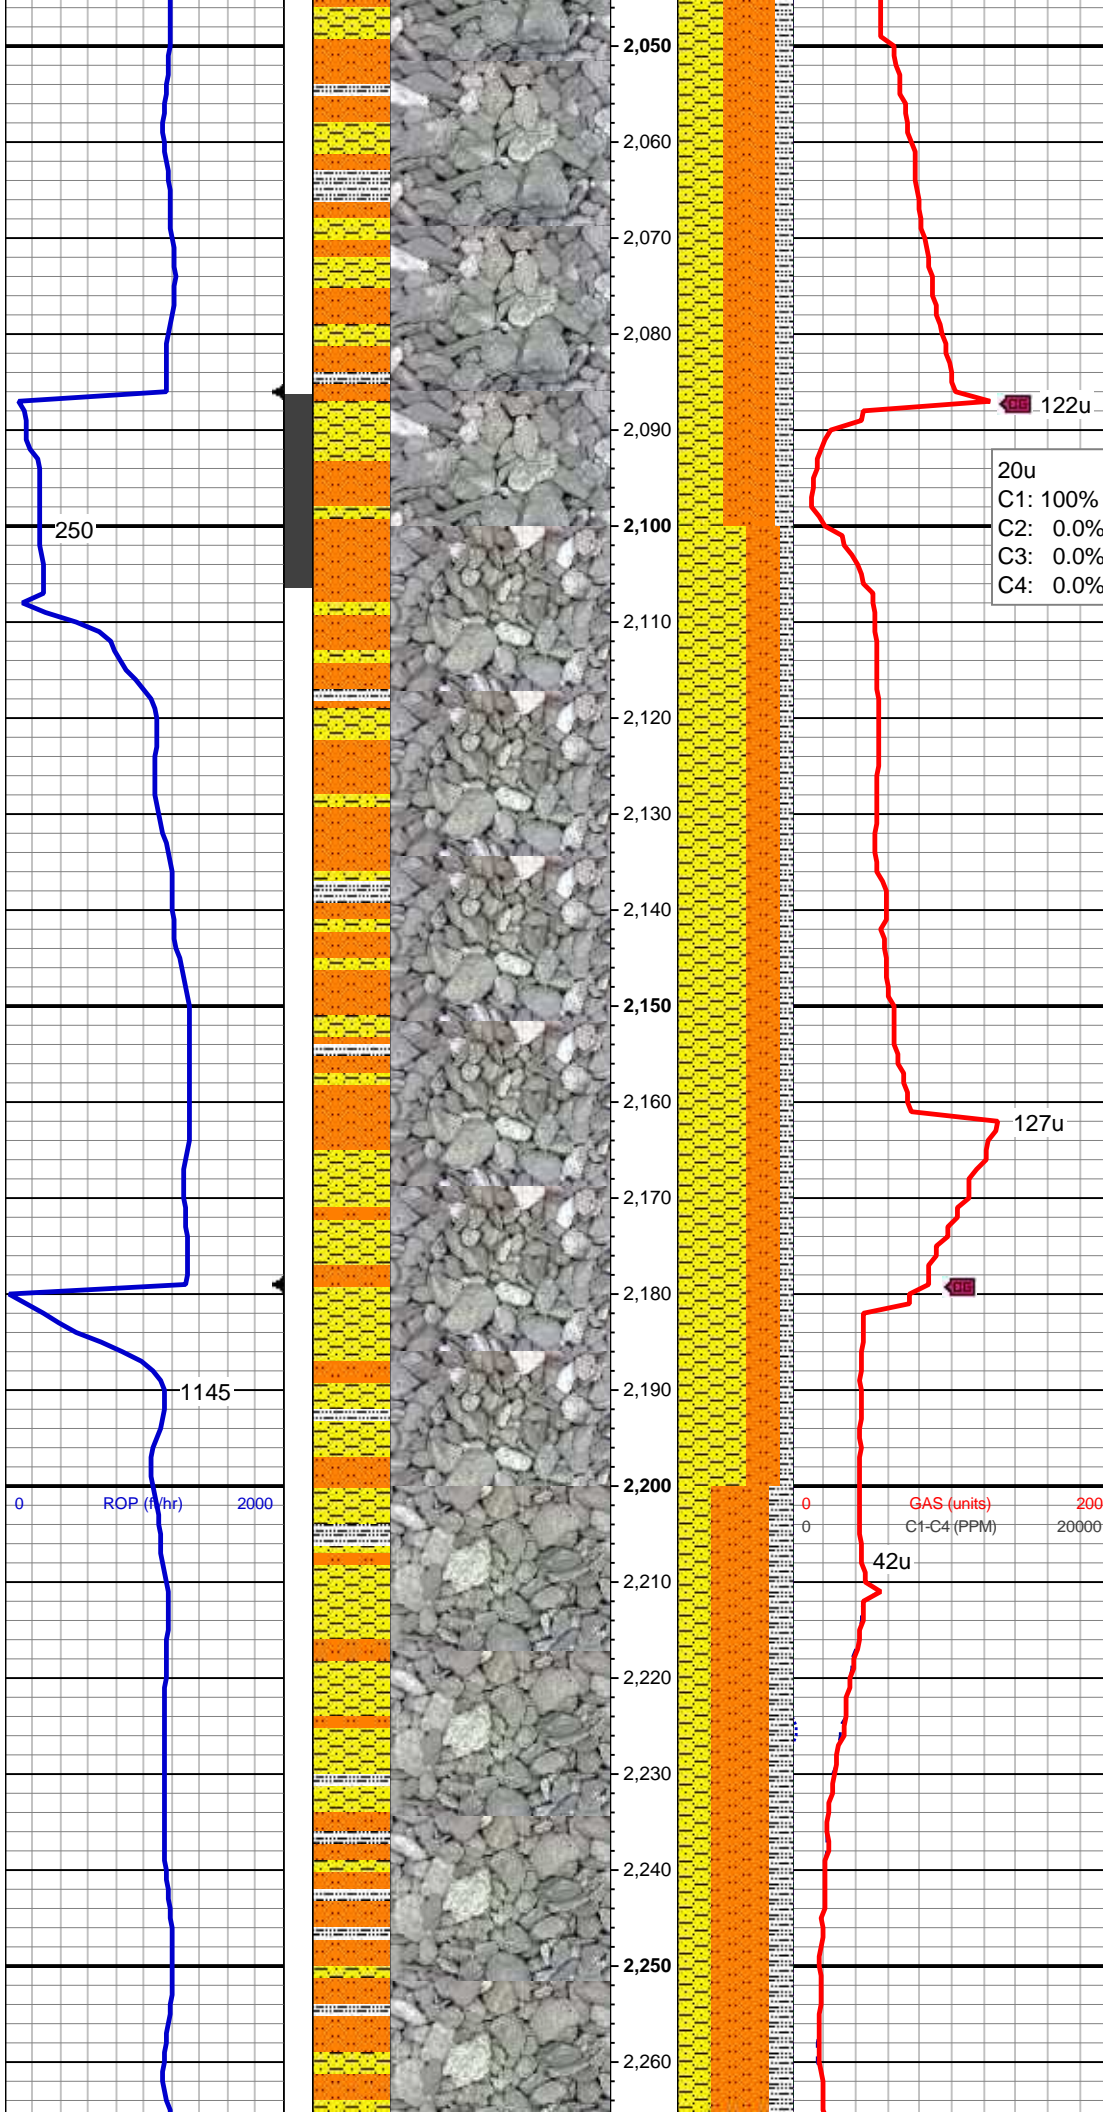 2,050
2,060
2,070
2,080
CG 122u
2,090
20u
C1: 100%
C2: 0.0%
C3: 0.0%
C4: 0.0%
2,100
250
2,110
2,120
2,130
2,140
2,150
2,160
127u
2,170
CG
2,180
1145
2,190
2,200
0 ROP (ft/hr) 2000
0 GAS (units) 200
0 C1-C4 (PPM) 20000
42u
2,210
2,220
2,230
2,240
2,250
2,260